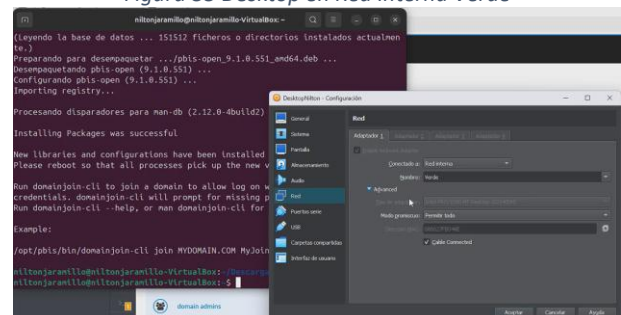 Figura 33 Desktop en Red Interna Verde
niltonjaramillo@niltonjaramillo-VirtualBox: ~
(Leyendo la base de datos ... 151512 ficheros o directorios instalados actualmen
te.)
Preparando para desempaquetar .../pbis-open_9.1.0.551_amd64.deb ...
Desempaquetando pbis-open (9.1.0.551) ...
Configurando pbis-open (9.1.0.551) ...
Importing registry...
Procesando disparadores para man-db (2.12.0-4build2)
Installing Packages was successful
New libraries and configurations have been installed
Please reboot so that all processes pick up the new v
Run domainjoin-cli to join a domain to allow log on w
credentials. domainjoin-cli will prompt for missing p
Run domainjoin-cli --help, or man domainjoin-cli for
Example:
/opt/pbis/bin/domainjoin-cli join MYDOMAIN.COM MyJoin
niltonjaramillo@niltonjaramillo-VirtualBox:~/Descarga
niltonjaramillo@niltonjaramillo-VirtualBox:~$
domain admins
DesktopNilton - Configuración
General
Sistema
Pantalla
Almacenamiento
Audio
Red
Puertos serie
USB
Carpetas compartidas
Interfaz de usuario
Red
Adaptador 1
Adaptador 2
Adaptador 3
Adaptador 4
Conectado a: Red interna
Nombre: Verde
Advanced
Modo promiscuo: Permitir todo
Cable Connected
Aceptar
Cancelar
Ayuda